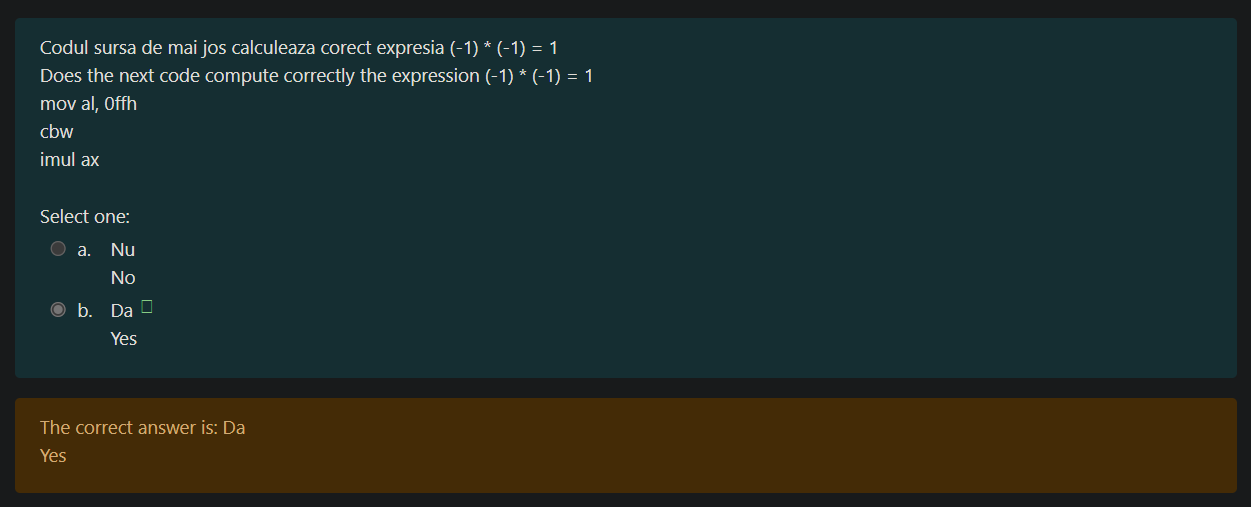 Codul sursa de mai jos calculeaza corect expresia (-1) * (-1) = 1
Does the next code compute correctly the expression (-1) * (-1) = 1
mov al, 0ffh
cbw
imul ax
Select one:
a. Nu
No
b. Da
Yes
The correct answer is: Da
Yes